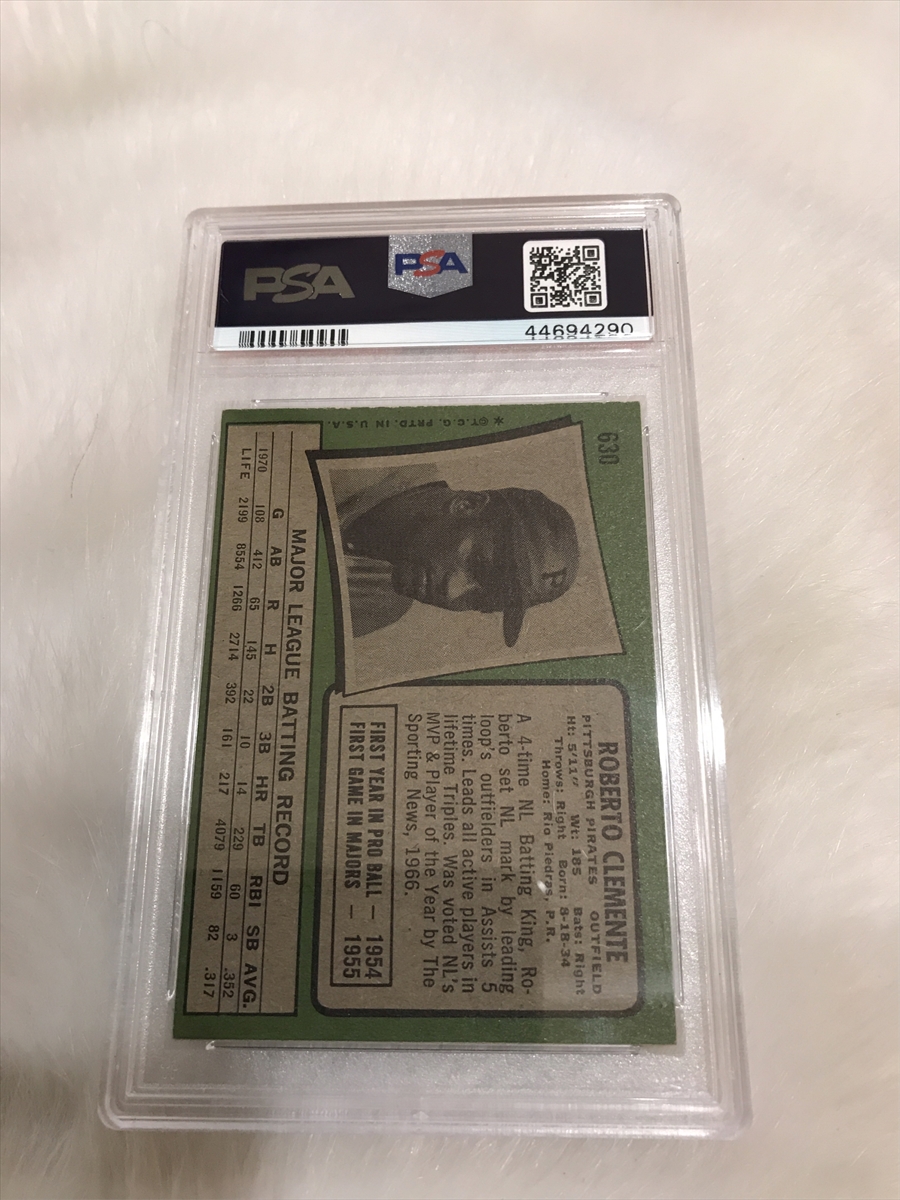 PSA
PSA
44694290
630
* ©T.C.G. PRTD. IN U.S.A.
ROBERTO CLEMENTE
PITTSBURGH PIRATES OUTFIELD
Ht: 5'11" Wt: 185 Bats: Right
Throws: Right Born: 8-18-34
Home: Rio Piedras, P.R.
A 4-time NL Batting King, Ro-
berto set NL mark by leading
loop's outfielders in Assists 5
times. Leads all active players in
lifetime Triples. Was voted NL's
MVP & Player of the Year by The
Sporting News, 1966.
FIRST YEAR IN PRO BALL — 1954
FIRST GAME IN MAJORS — 1955
MAJOR LEAGUE BATTING RECORD
G AB R H 2B 3B HR TB RBI SB AVG.
1970 108 412 65 145 22 10 14 229 60 3 .352
LIFE 2199 8554 1266 2714 392 161 217 4079 1159 82 .317